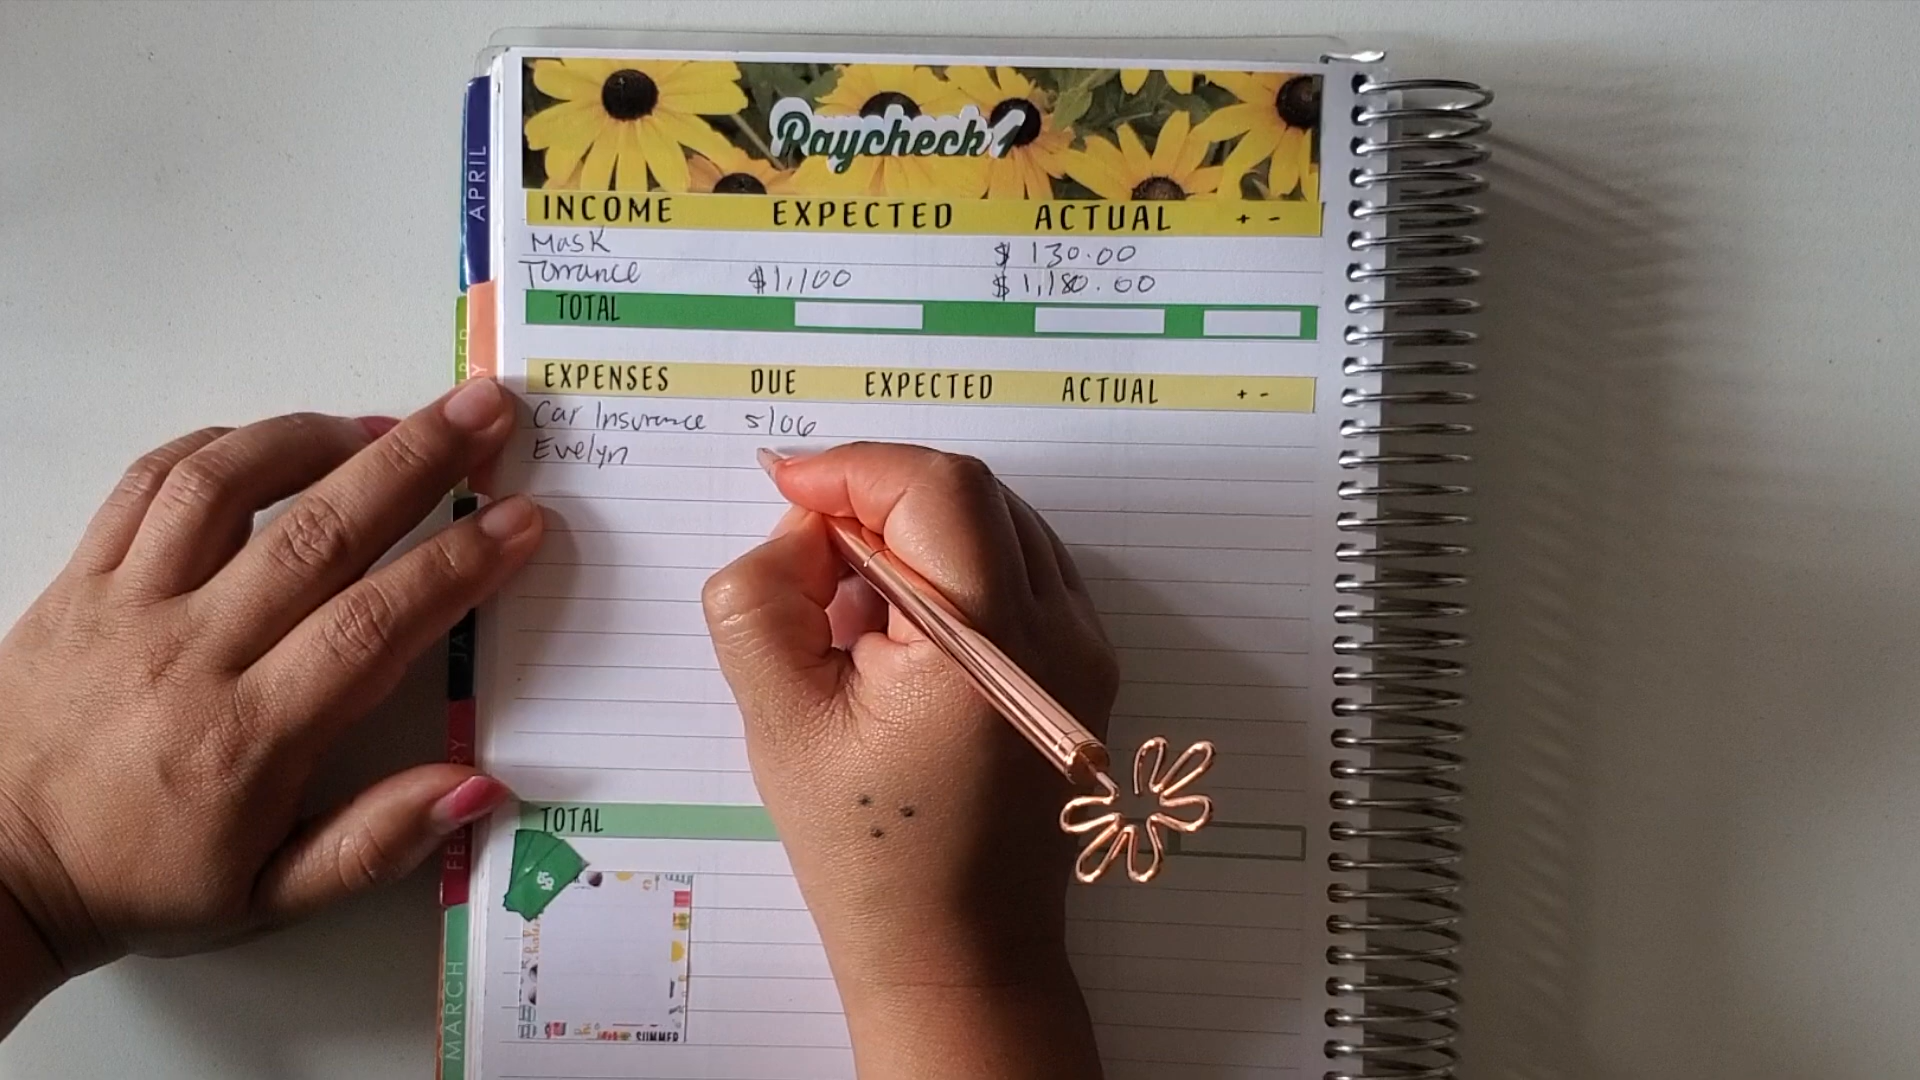 Paycheck 1
INCOME EXPECTED ACTUAL + -
Mask $ 130.00
Torrance $1,100 $ 1,180.00
TOTAL
EXPENSES DUE EXPECTED ACTUAL + -
Car Insurance 5/06
Evelyn
TOTAL
SUMMER
APRIL
MARCH